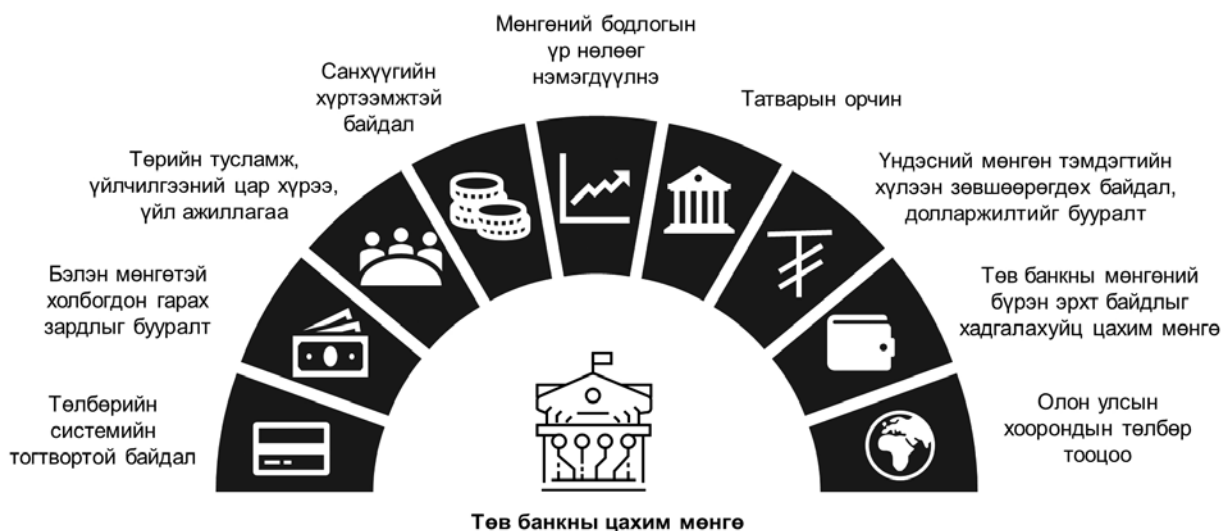 Мөнгөний бодлогын
үр нөлөөг
нэмэгдүүлнэ
Санхүүгийн
хүртээмжтэй
байдал
Татварын орчин
Төрийн тусламж,
үйлчилгээний цар хүрээ,
үйл ажиллагаа
Үндэсний мөнгөн тэмдэгтийн
хүлээн зөвшөөрөгдөх байдал,
долларжилтийг бууралт
Бэлэн мөнгөтэй
холбогдон гарах
зардлыг бууралт
Төв банкны мөнгөний
бүрэн эрхт байдлыг
хадгалахуйц цахим мөнгө
Төлбөрийн
системийн
тогтвортой байдал
Олон улсын
хоорондын төлбөр
тооцоо
Төв банкны цахим мөнгө